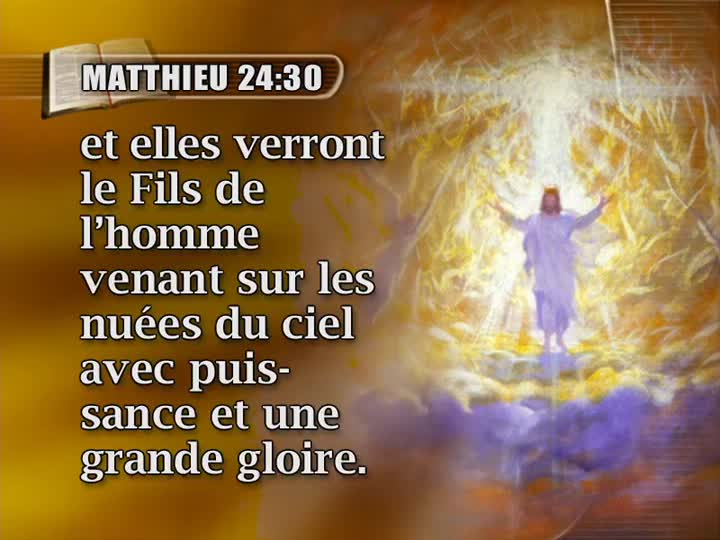 MATTHIEU 24:30
et elles verront
le Fils de
l’homme
venant sur les
nuées du ciel
avec puis-
sance et une
grande gloire.